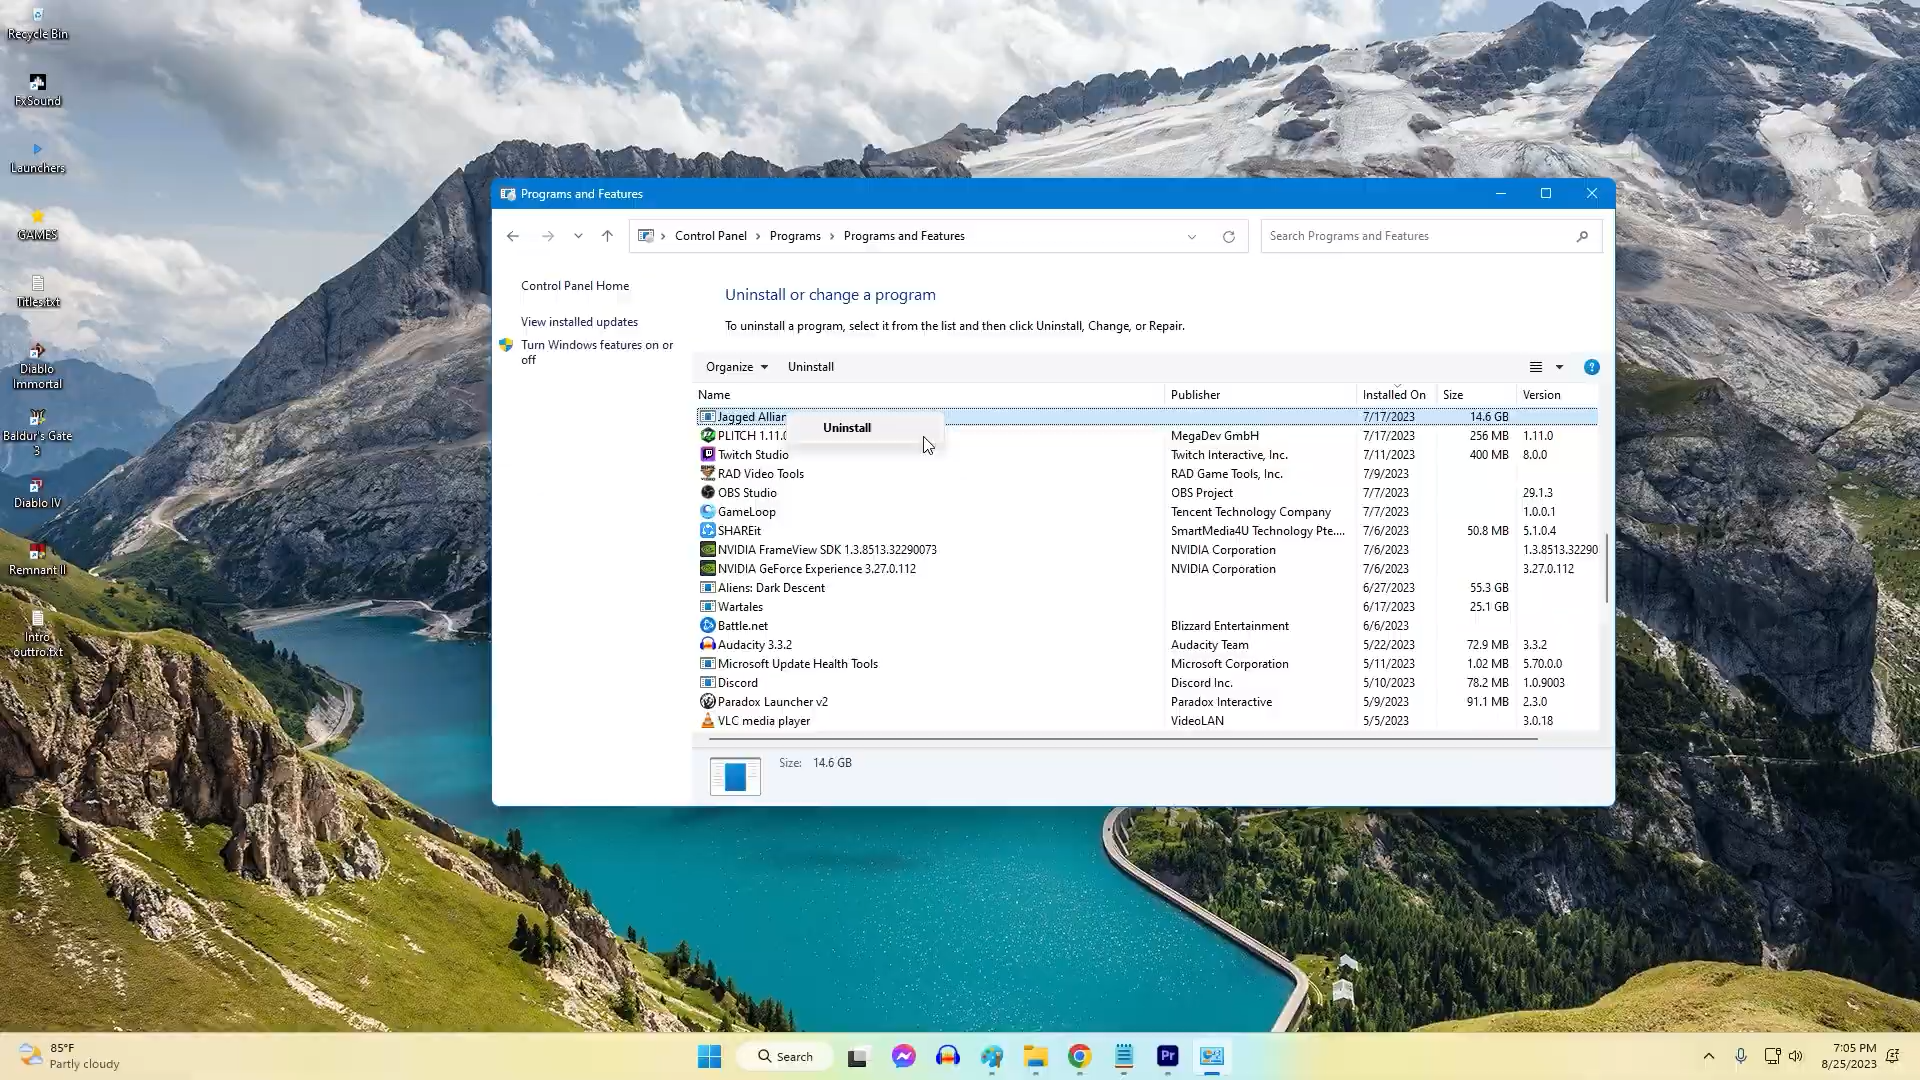 Recycle Bin
FxSound
Launchers
GAMES
Titles.txt
Diablo
Immortal
Baldur's Gate
3
Diablo IV
Remnant II
Intro
outtro.txt
Programs and Features
Control Panel > Programs > Programs and Features
Search Programs and Features
Control Panel Home
View installed updates
Turn Windows features on or
off
Uninstall or change a program
To uninstall a program, select it from the list and then click Uninstall, Change, or Repair.
Organize Uninstall
?
Name Publisher Installed On Size Version
Jagged Allian 7/17/2023 14.6 GB
Uninstall
PLITCH 1.11.0 MegaDev GmbH 7/17/2023 256 MB 1.11.0
Twitch Studio Twitch Interactive, Inc. 7/11/2023 400 MB 8.0.0
RAD Video Tools RAD Game Tools, Inc. 7/9/2023
OBS Studio OBS Project 7/7/2023 29.1.3
GameLoop Tencent Technology Company 7/7/2023 1.0.0.1
SHAREit SmartMedia4U Technology Pte.... 7/6/2023 50.8 MB 5.1.0.4
NVIDIA FrameView SDK 1.3.8513.32290073 NVIDIA Corporation 7/6/2023 1.3.8513.32290
NVIDIA GeForce Experience 3.27.0.112 NVIDIA Corporation 7/6/2023 3.27.0.112
Aliens: Dark Descent 6/27/2023 55.3 GB
Wartales 6/17/2023 25.1 GB
Battle.net Blizzard Entertainment 6/6/2023
Audacity 3.3.2 Audacity Team 5/22/2023 72.9 MB 3.3.2
Microsoft Update Health Tools Microsoft Corporation 5/11/2023 1.02 MB 5.70.0.0
Discord Discord Inc. 5/10/2023 78.2 MB 1.0.9003
Paradox Launcher v2 Paradox Interactive 5/9/2023 91.1 MB 2.3.0
VLC media player VideoLAN 5/5/2023 3.0.18
Size: 14.6 GB
85°F
Partly cloudy
Search
Pr
7:05 PM
8/25/2023